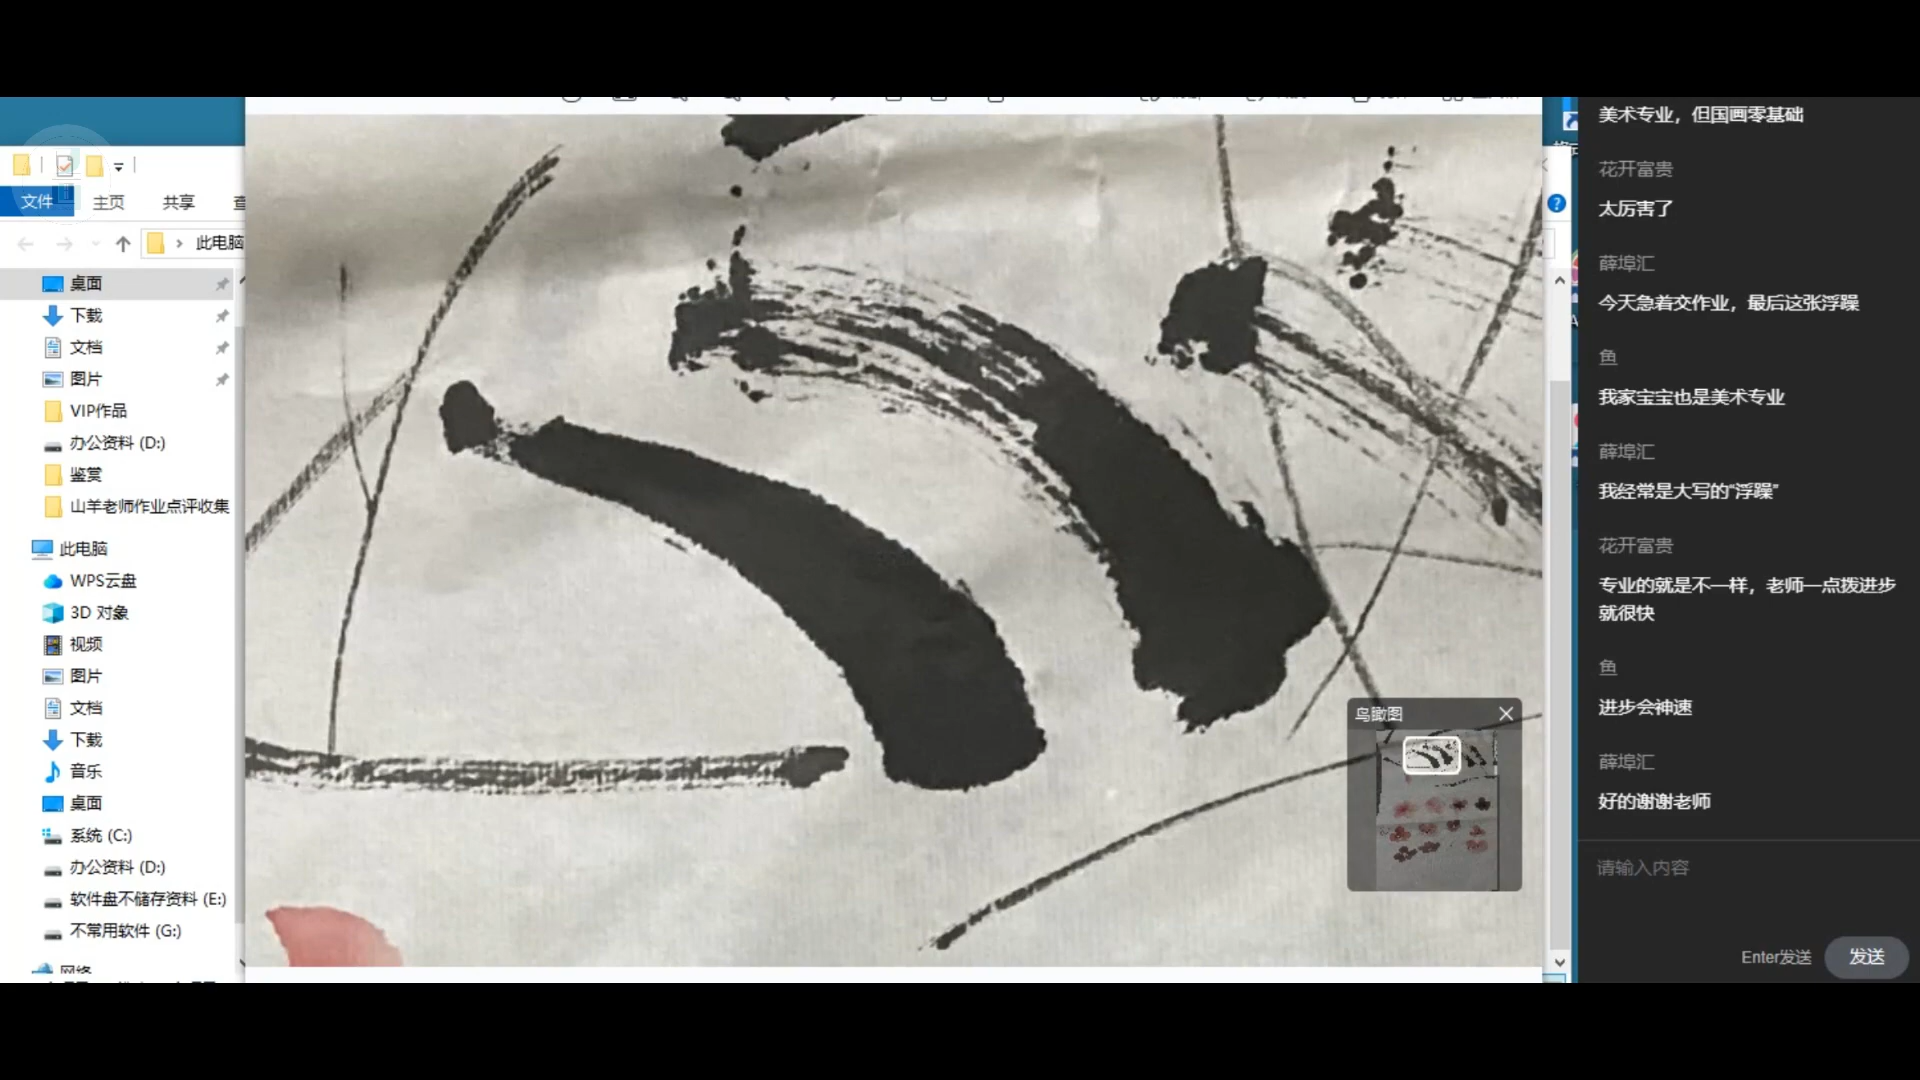 文件
主页
共享
此电脑
桌面
下载
文档
图片
VIP作品
办公资料 (D:)
鉴赏
山羊老师作业点评收集
此电脑
WPS云盘
3D 对象
视频
图片
文档
下载
音乐
桌面
系统 (C:)
办公资料 (D:)
软件盘不储存资料 (E:)
不常用软件 (G:)
网络
鸟瞰图
美术专业，但国画零基础
花开富贵
太厉害了
薛埠汇
今天急着交作业，最后这张浮躁
鱼
我家宝宝也是美术专业
薛埠汇
我经常是大写的“浮躁”
花开富贵
专业的就是不一样，老师一点拨进步
就很快
鱼
进步会神速
薛埠汇
好的谢谢老师
请输入内容
Enter发送
发送